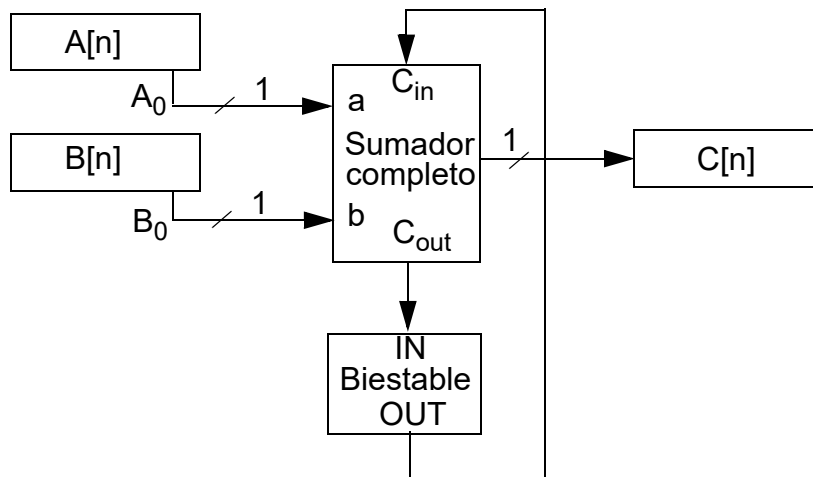 A[n]
A0
1
B[n]
B0
1
Cin
a
Sumador
completo
b
Cout
1
C[n]
IN
Biestable
OUT